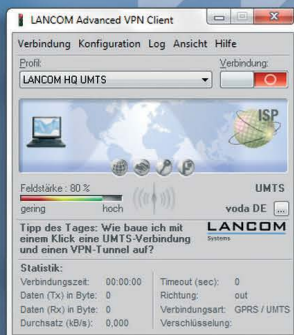 LANCOM Advanced VPN Client
Verbindung Konfiguration Log Ansicht Hilfe
Profil: Verbindung:
LANCOM HQ UMTS
ISP
Feldstärke : 80 % UMTS
gering hoch voda DE ...
Tipp des Tages: Wie baue ich mit
einem Klick eine UMTS-Verbindung
und einen VPN-Tunnel auf?
LANCOM
Systems
Statistik:
Verbindungszeit: 00:00:00 Timeout (sec): 0
Daten (Tx) in Byte: 0 Richtung: out
Daten (Rx) in Byte: 0 Verbindungsart: GPRS / UMTS
Durchsatz (kB/s): 0,000 Verschlüsselung: